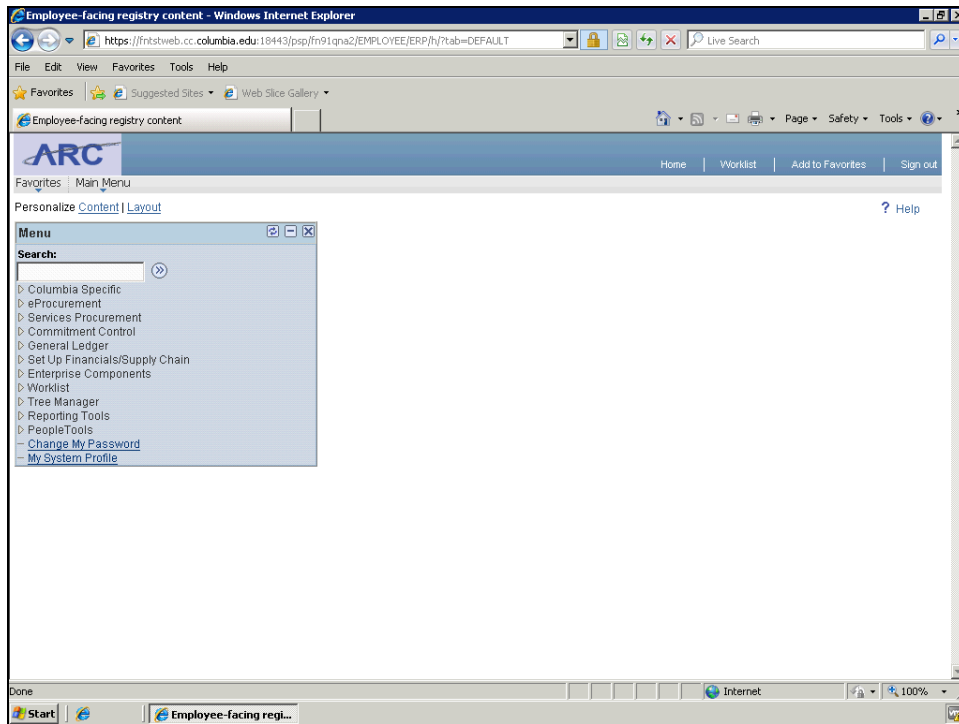 Employee-facing registry content - Windows Internet Explorer
https://fntstweb.cc.columbia.edu:18443/psp/fn91qna2/EMPLOYEE/ERP/h/?tab=DEFAULT
Live Search
File Edit View Favorites Tools Help
Favorites Suggested Sites Web Slice Gallery
Employee-facing registry content
Page Safety Tools
ARC
Home | Worklist | Add to Favorites | Sign out
Favorites Main Menu
Personalize Content | Layout
? Help
Menu
Search:
Columbia Specific
eProcurement
Services Procurement
Commitment Control
General Ledger
Set Up Financials/Supply Chain
Enterprise Components
Worklist
Tree Manager
Reporting Tools
PeopleTools
Change My Password
My System Profile
Done
Internet
100%
Start
Employee-facing regi...